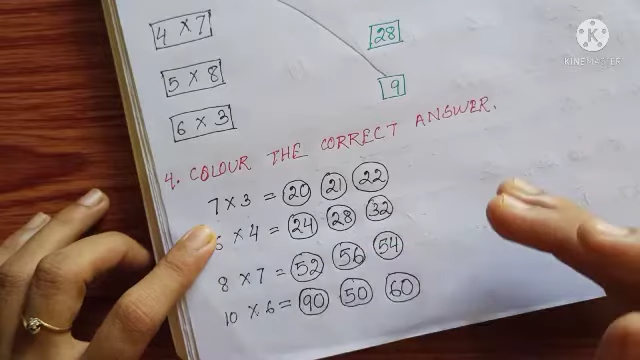 4 X 7
28
5 X 8
9
6 X 3
KINEMASTER
4. COLOUR THE CORRECT ANSWER.
7 X 3 = 20 21 22
X 4 = 24 28 32
8 X 7 = 52 56 54
10 X 6 = 90 50 60